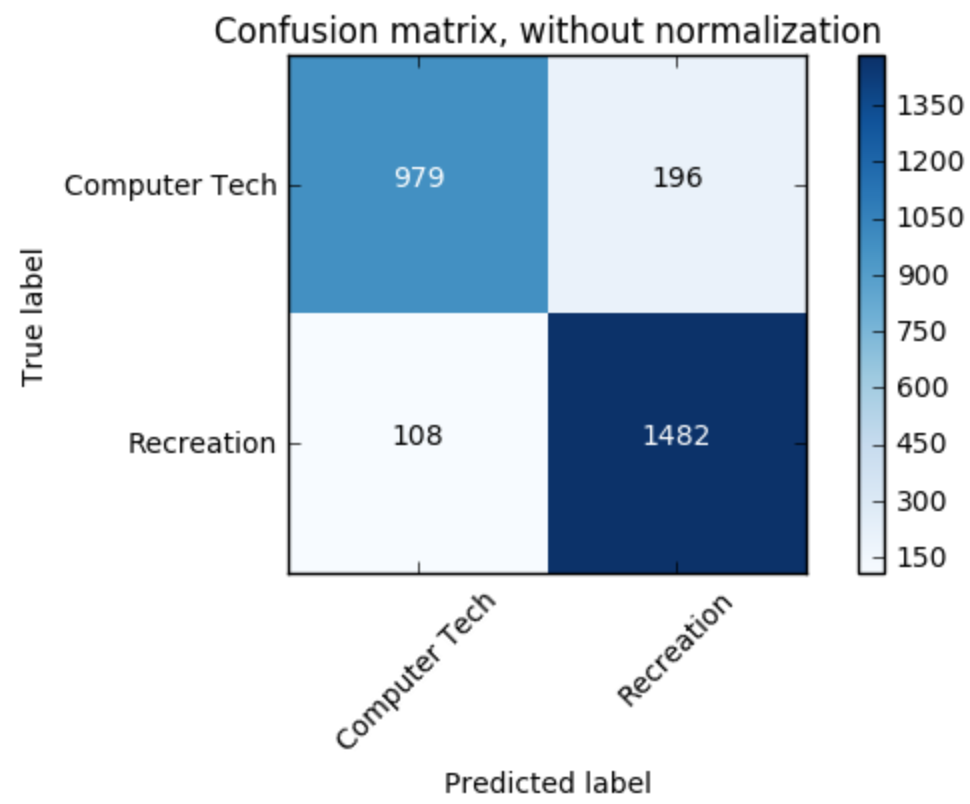 Confusion matrix, without normalization
True label
Computer Tech
979
196
Recreation
108
1482
Computer Tech
Recreation
Predicted label
1350
1200
1050
900
750
600
450
300
150